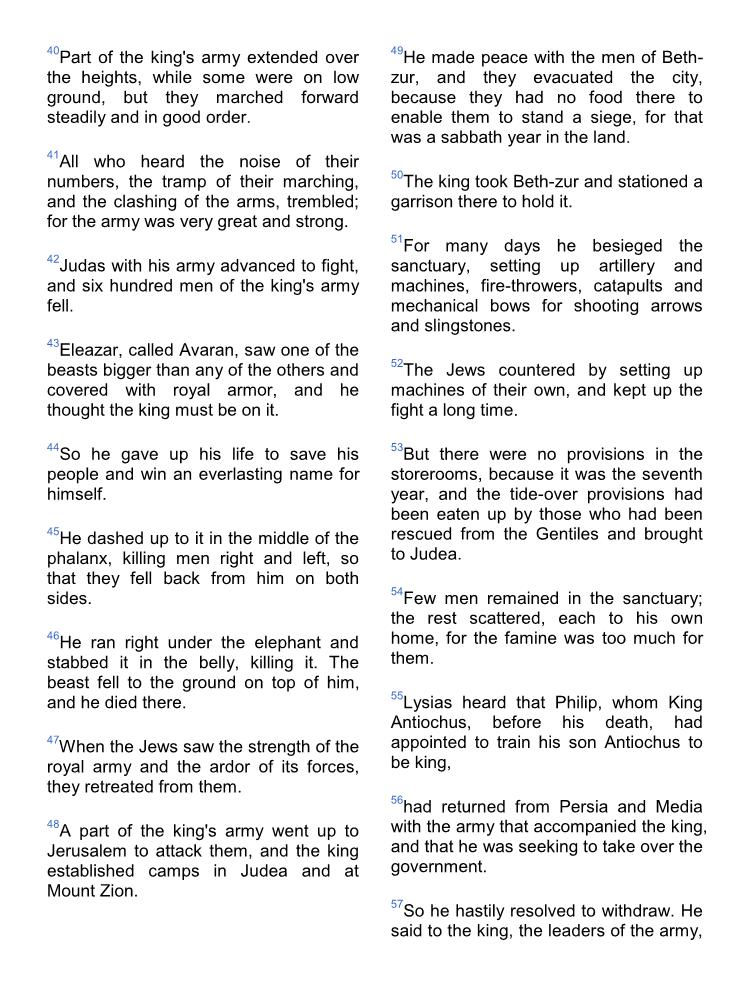 40Part of the king's army extended over
the heights, while some were on low
ground, but they marched forward
steadily and in good order.
41All who heard the noise of their
numbers, the tramp of their marching,
and the clashing of the arms, trembled;
for the army was very great and strong.
42Judas with his army advanced to fight,
and six hundred men of the king's army
fell.
43Eleazar, called Avaran, saw one of the
beasts bigger than any of the others and
covered with royal armor, and he
thought the king must be on it.
44So he gave up his life to save his
people and win an everlasting name for
himself.
45He dashed up to it in the middle of the
phalanx, killing men right and left, so
that they fell back from him on both
sides.
46He ran right under the elephant and
stabbed it in the belly, killing it. The
beast fell to the ground on top of him,
and he died there.
47When the Jews saw the strength of the
royal army and the ardor of its forces,
they retreated from them.
48A part of the king's army went up to
Jerusalem to attack them, and the king
established camps in Judea and at
Mount Zion.
49He made peace with the men of Beth-
zur, and they evacuated the city,
because they had no food there to
enable them to stand a siege, for that
was a sabbath year in the land.
50The king took Beth-zur and stationed a
garrison there to hold it.
51For many days he besieged the
sanctuary, setting up artillery and
machines, fire-throwers, catapults and
mechanical bows for shooting arrows
and slingstones.
52The Jews countered by setting up
machines of their own, and kept up the
fight a long time.
53But there were no provisions in the
storerooms, because it was the seventh
year, and the tide-over provisions had
been eaten up by those who had been
rescued from the Gentiles and brought
to Judea.
54Few men remained in the sanctuary;
the rest scattered, each to his own
home, for the famine was too much for
them.
55Lysias heard that Philip, whom King
Antiochus, before his death, had
appointed to train his son Antiochus to
be king,
56had returned from Persia and Media
with the army that accompanied the king,
and that he was seeking to take over the
government.
57So he hastily resolved to withdraw. He
said to the king, the leaders of the army,